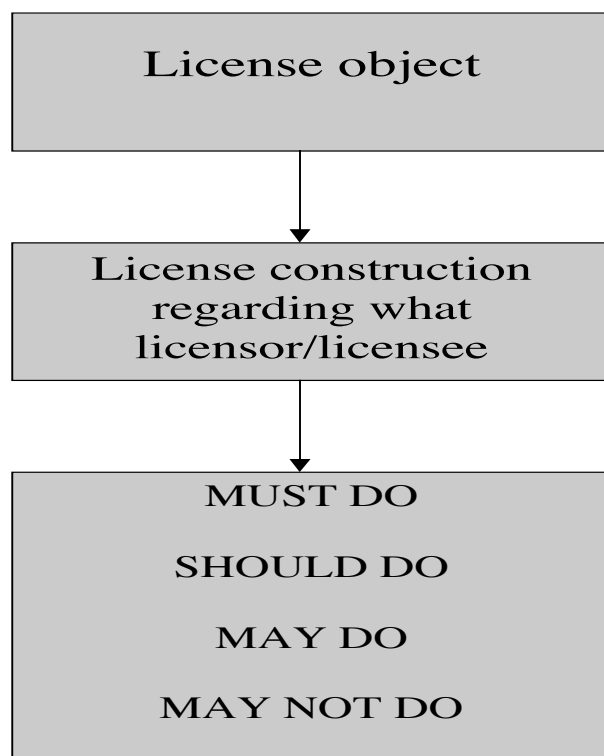 License object
License construction
regarding what
licensor/licensee
MUST DO
SHOULD DO
MAY DO
MAY NOT DO